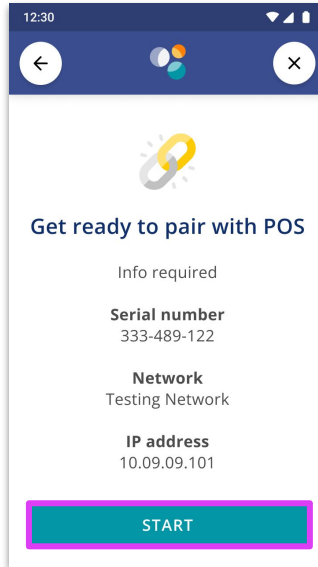 12:30
Get ready to pair with POS
Info required
Serial number
333-489-122
Network
Testing Network
IP address
10.09.09.101
START